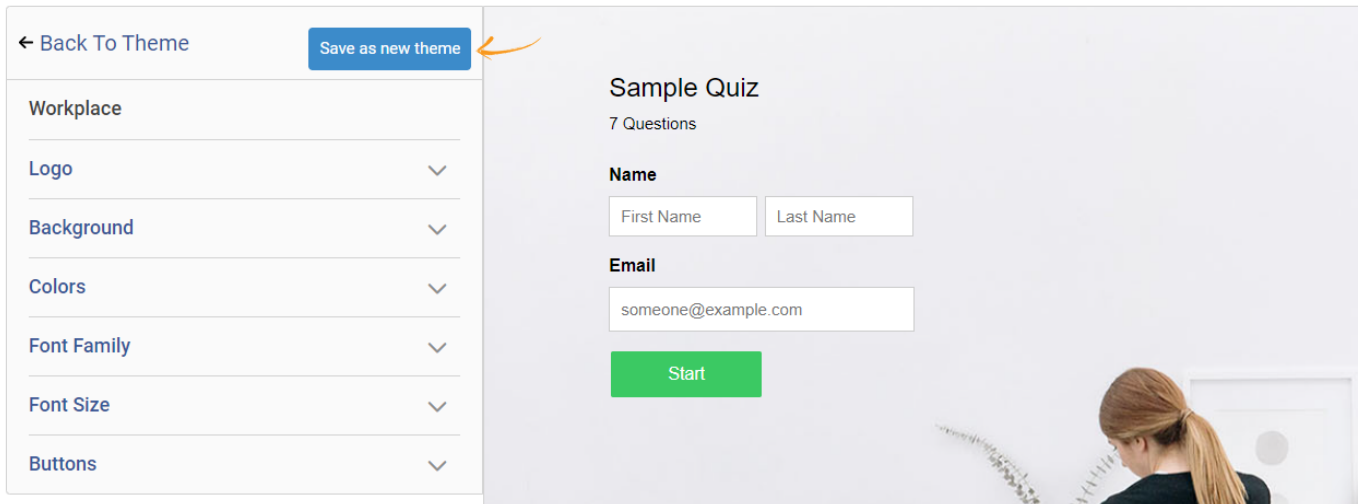 Back To Theme
Save as new theme
Workplace
Logo
Background
Colors
Font Family
Font Size
Buttons
Sample Quiz
7 Questions
Name
First Name
Last Name
Email
someone@example.com
Start